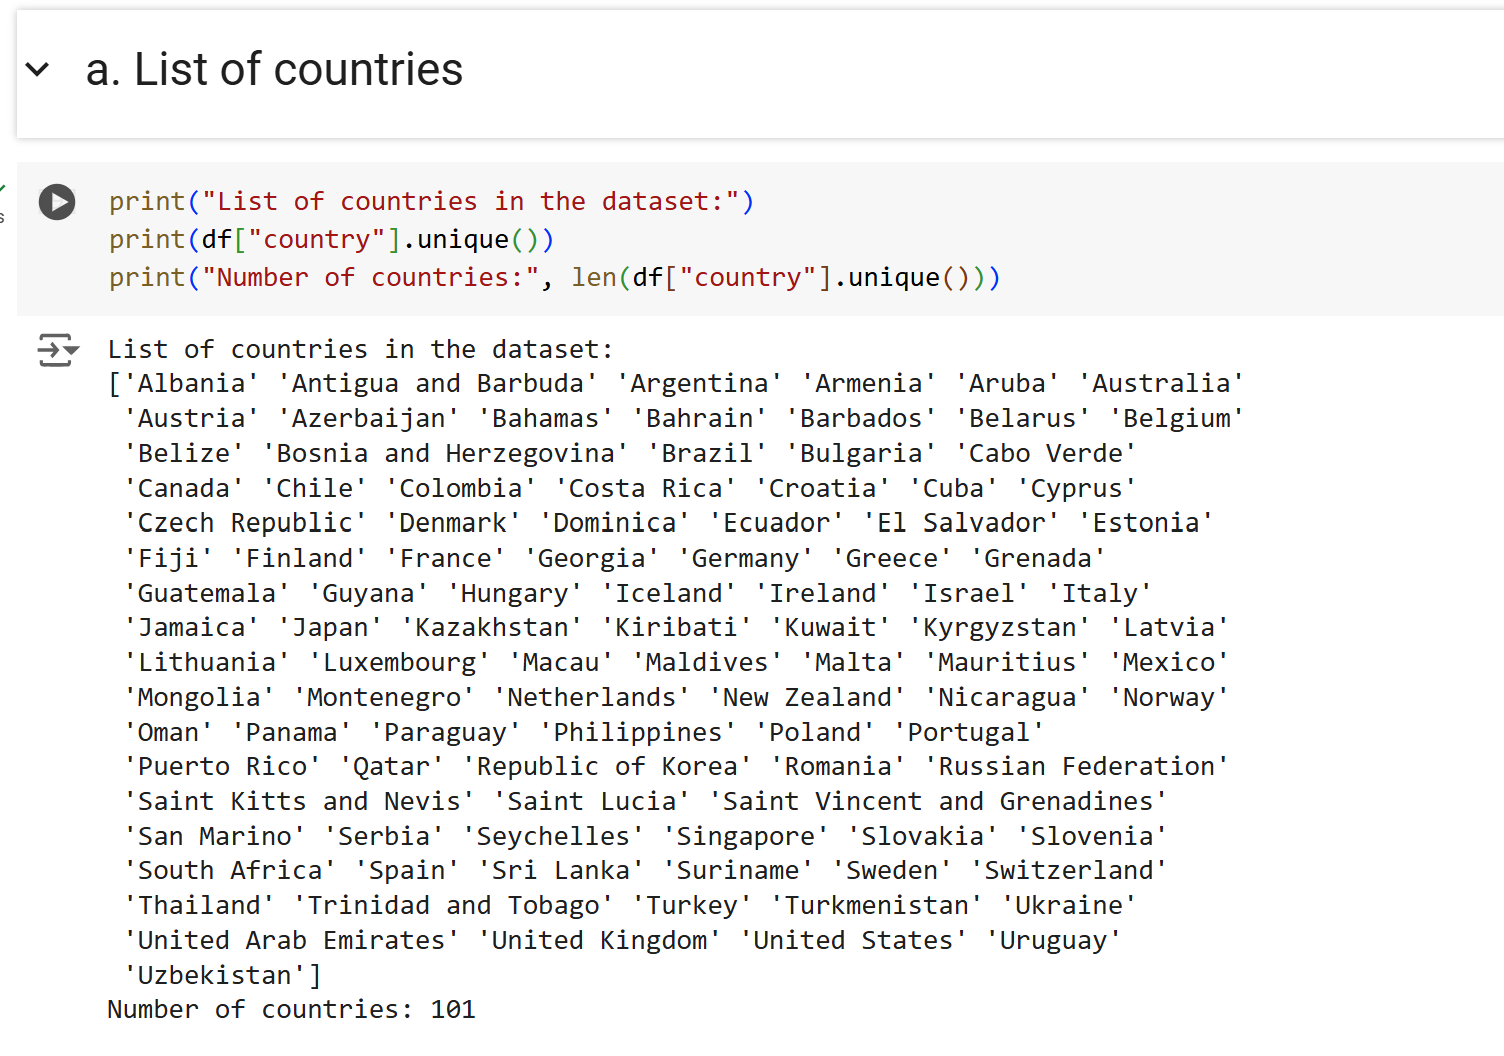 a. List of countries
s
print("List of countries in the dataset:")
print(df["country"].unique())
print("Number of countries:", len(df["country"].unique()))
List of countries in the dataset:
['Albania' 'Antigua and Barbuda' 'Argentina' 'Armenia' 'Aruba' 'Australia'
 'Austria' 'Azerbaijan' 'Bahamas' 'Bahrain' 'Barbados' 'Belarus' 'Belgium'
 'Belize' 'Bosnia and Herzegovina' 'Brazil' 'Bulgaria' 'Cabo Verde'
 'Canada' 'Chile' 'Colombia' 'Costa Rica' 'Croatia' 'Cuba' 'Cyprus'
 'Czech Republic' 'Denmark' 'Dominica' 'Ecuador' 'El Salvador' 'Estonia'
 'Fiji' 'Finland' 'France' 'Georgia' 'Germany' 'Greece' 'Grenada'
 'Guatemala' 'Guyana' 'Hungary' 'Iceland' 'Ireland' 'Israel' 'Italy'
 'Jamaica' 'Japan' 'Kazakhstan' 'Kiribati' 'Kuwait' 'Kyrgyzstan' 'Latvia'
 'Lithuania' 'Luxembourg' 'Macau' 'Maldives' 'Malta' 'Mauritius' 'Mexico'
 'Mongolia' 'Montenegro' 'Netherlands' 'New Zealand' 'Nicaragua' 'Norway'
 'Oman' 'Panama' 'Paraguay' 'Philippines' 'Poland' 'Portugal'
 'Puerto Rico' 'Qatar' 'Republic of Korea' 'Romania' 'Russian Federation'
 'Saint Kitts and Nevis' 'Saint Lucia' 'Saint Vincent and Grenadines'
 'San Marino' 'Serbia' 'Seychelles' 'Singapore' 'Slovakia' 'Slovenia'
 'South Africa' 'Spain' 'Sri Lanka' 'Suriname' 'Sweden' 'Switzerland'
 'Thailand' 'Trinidad and Tobago' 'Turkey' 'Turkmenistan' 'Ukraine'
 'United Arab Emirates' 'United Kingdom' 'United States' 'Uruguay'
 'Uzbekistan']
Number of countries: 101